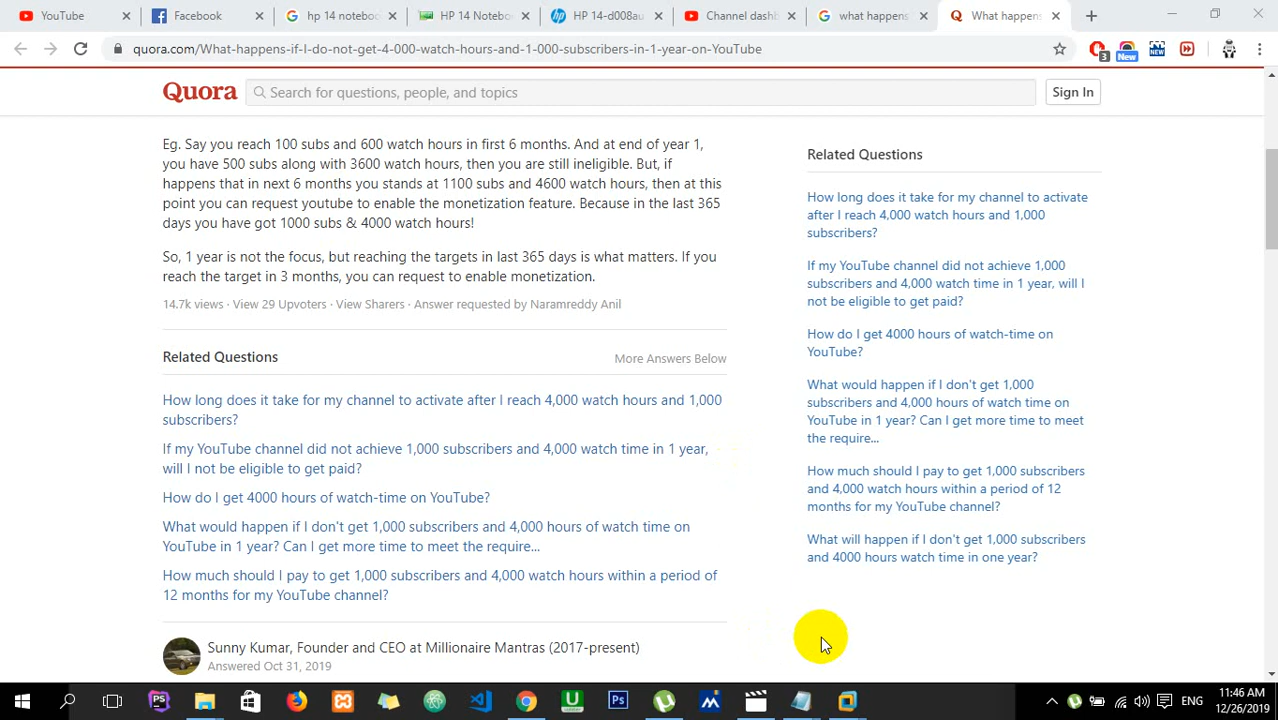 YouTube
Facebook
hp 14 noteboo
HP 14 Notebo
HP 14-d008au
Channel dashb
what happens
What happens
quora.com/What-happens-if-I-do-not-get-4-000-watch-hours-and-1-000-subscribers-in-1-year-on-YouTube
3
New
Quora
Search for questions, people, and topics
Sign In
Eg. Say you reach 100 subs and 600 watch hours in first 6 months. And at end of year 1,
you have 500 subs along with 3600 watch hours, then you are still ineligible. But, if
happens that in next 6 months you stands at 1100 subs and 4600 watch hours, then at this
point you can request youtube to enable the monetization feature. Because in the last 365
days you have got 1000 subs & 4000 watch hours!
So, 1 year is not the focus, but reaching the targets in last 365 days is what matters. If you
reach the target in 3 months, you can request to enable monetization.
14.7k views · View 29 Upvoters · View Sharers · Answer requested by Naramreddy Anil
Related Questions
More Answers Below
How long does it take for my channel to activate after I reach 4,000 watch hours and 1,000
subscribers?
If my YouTube channel did not achieve 1,000 subscribers and 4,000 watch time in 1 year,
will I not be eligible to get paid?
How do I get 4000 hours of watch-time on YouTube?
What would happen if I don't get 1,000 subscribers and 4,000 hours of watch time on
YouTube in 1 year? Can I get more time to meet the require...
How much should I pay to get 1,000 subscribers and 4,000 watch hours within a period of
12 months for my YouTube channel?
Sunny Kumar, Founder and CEO at Millionaire Mantras (2017-present)
Answered Oct 31, 2019
Related Questions
How long does it take for my channel to activate
after I reach 4,000 watch hours and 1,000
subscribers?
If my YouTube channel did not achieve 1,000
subscribers and 4,000 watch time in 1 year, will I
not be eligible to get paid?
How do I get 4000 hours of watch-time on
YouTube?
What would happen if I don't get 1,000
subscribers and 4,000 hours of watch time on
YouTube in 1 year? Can I get more time to meet
the require...
How much should I pay to get 1,000 subscribers
and 4,000 watch hours within a period of 12
months for my YouTube channel?
What will happen if I don't get 1,000 subscribers
and 4000 hours watch time in one year?
ENG
11:46 AM
12/26/2019